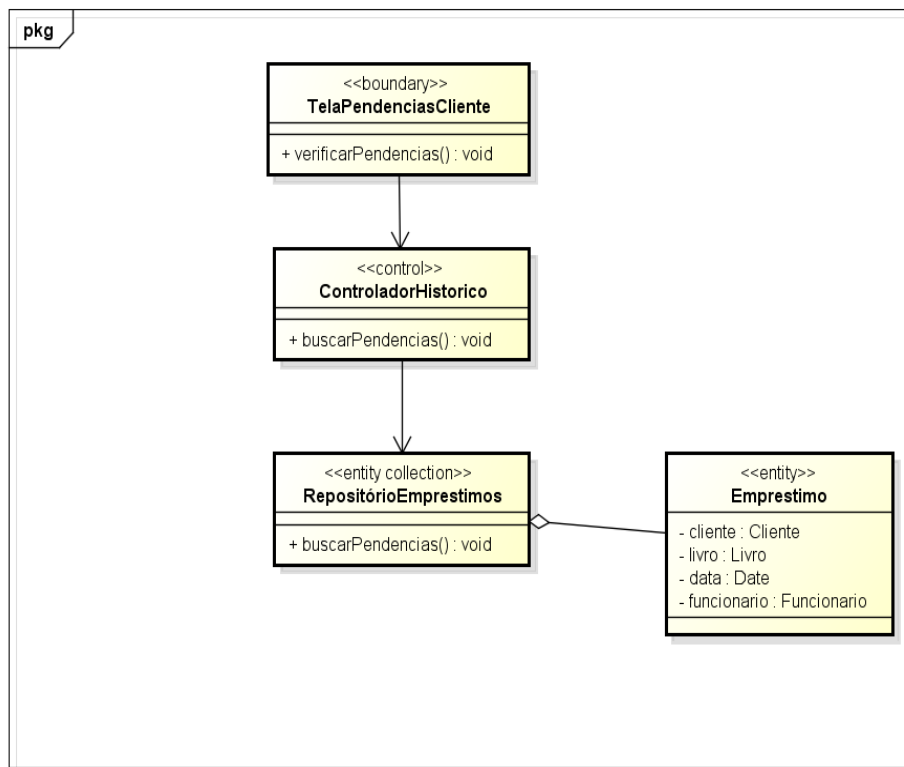 pkg
<<boundary>>
TelaPendenciasCliente
+ verificarPendencias() : void
<<control>>
ControladorHistorico
+ buscarPendencias() : void
<<entity collection>>
RepositórioEmprestimos
+ buscarPendencias() : void
<<entity>>
Emprestimo
- cliente : Cliente
- livro : Livro
- data : Date
- funcionario : Funcionario